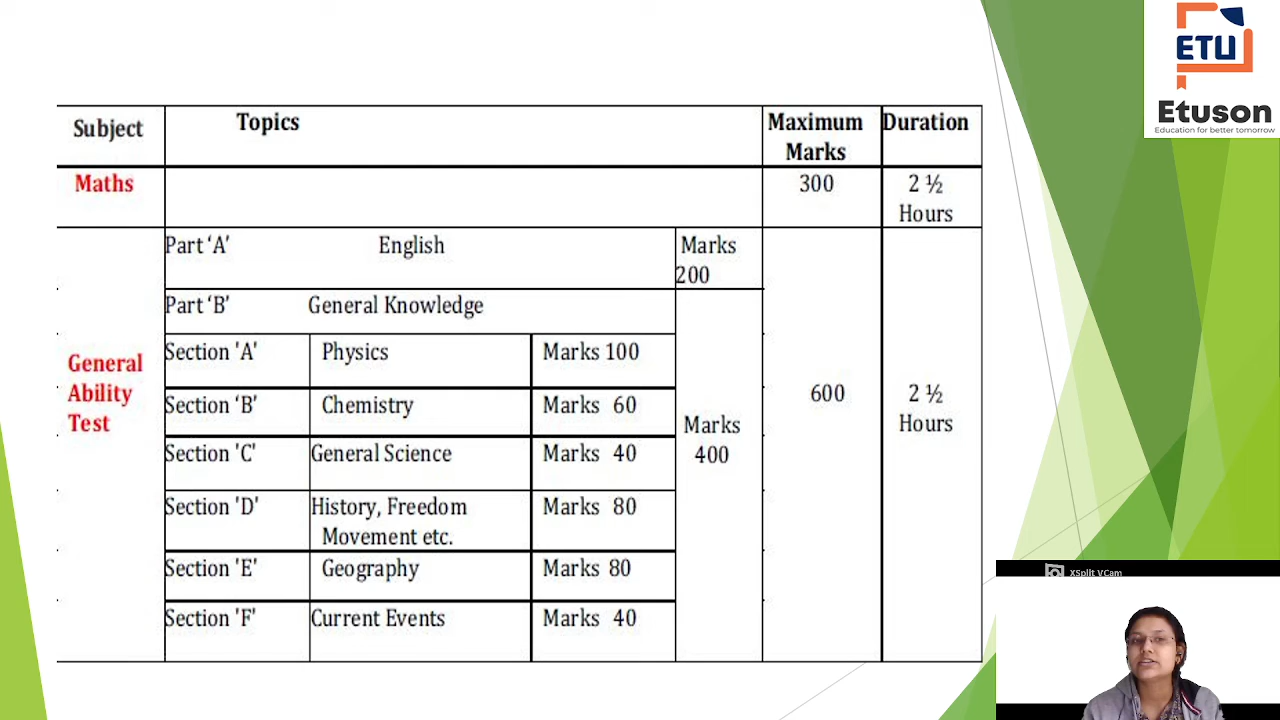 ETU
Etuson
Education for better tomorrow
Subject Topics Maximum Marks Duration
Maths 300 2 ½ Hours
General Ability Test 600 2 ½ Hours
Part ‘A’ English Marks 200
Part ‘B’ General Knowledge Marks 400
Section 'A' Physics Marks 100
Section ‘B’ Chemistry Marks 60
Section 'C' General Science Marks 40
Section 'D' History, Freedom Movement etc. Marks 80
Section 'E' Geography Marks 80
Section 'F' Current Events Marks 40
XSplit VCam